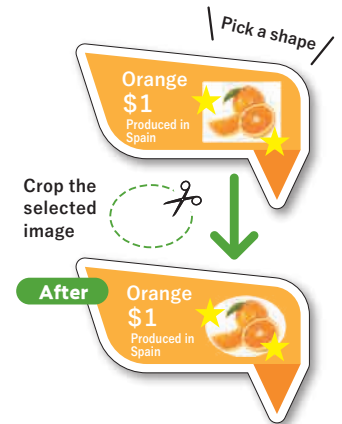 Pick a shape
Orange
$1
Produced in
Spain
Crop the
selected
image
After
Orange
$1
Produced in
Spain